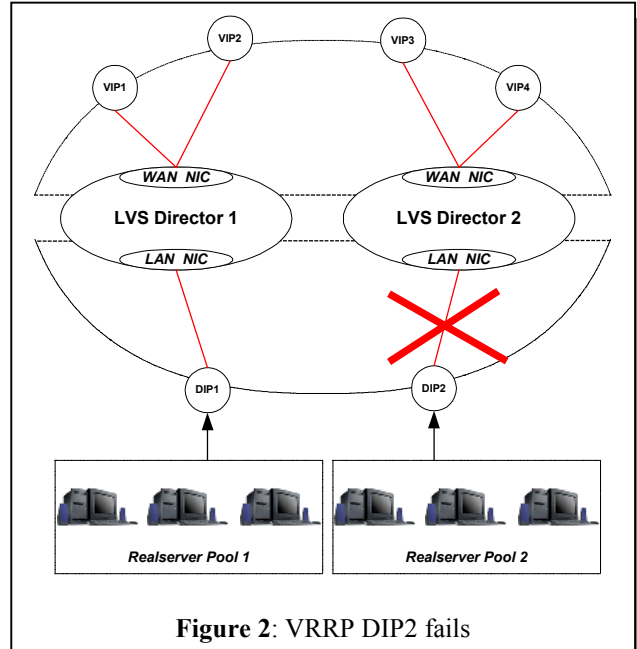 VIP2
VIP3
VIP1
VIP4
WAN NIC
WAN NIC
LVS Director 1
LVS Director 2
LAN NIC
LAN NIC
DIP1
DIP2
Realserver Pool 1
Realserver Pool 2
Figure 2: VRRP DIP2 fails